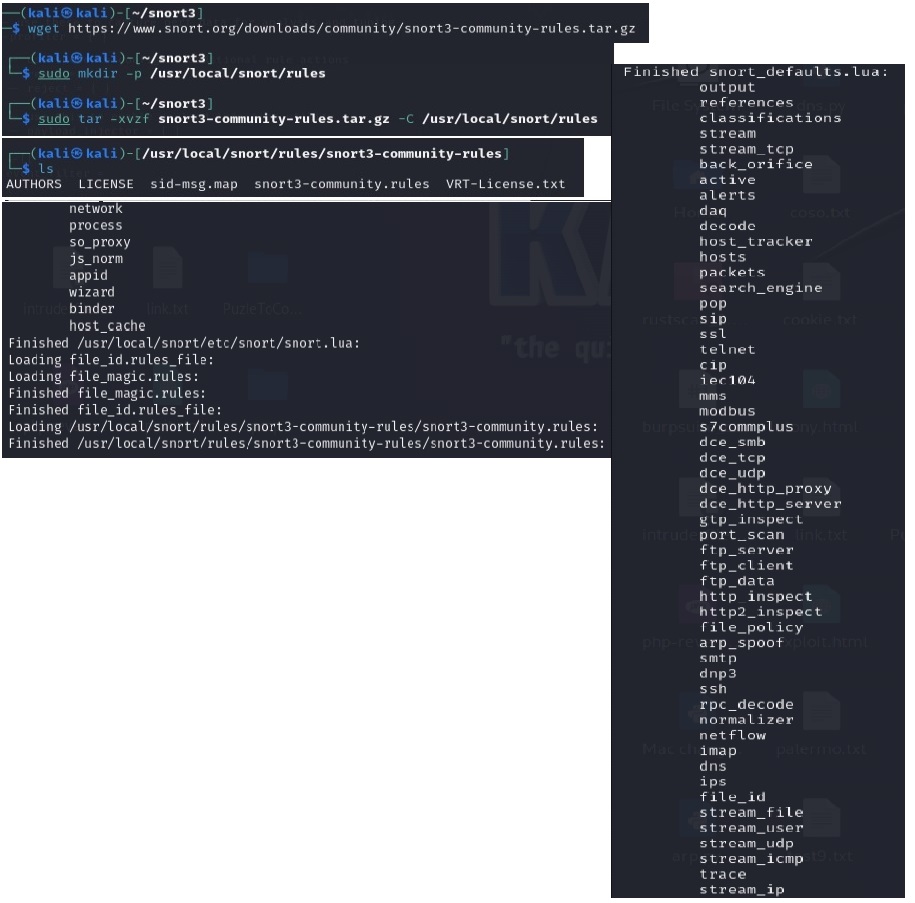 ──(kali㉿kali)-[~/snort3]
─$ wget https://www.snort.org/downloads/community/snort3-community-rules.tar.gz
┌──(kali㉿kali)-[~/snort3]
└─$ sudo mkdir -p /usr/local/snort/rules
┌──(kali㉿kali)-[~/snort3]
└─$ sudo tar -xvzf snort3-community-rules.tar.gz -C /usr/local/snort/rules
┌──(kali㉿kali)-[/usr/local/snort/rules/snort3-community-rules]
└─$ ls
AUTHORS LICENSE sid-msg.map snort3-community.rules VRT-License.txt
network
process
so_proxy
js_norm
appid
wizard
binder
host_cache
Finished /usr/local/snort/etc/snort/snort.lua:
Loading file_id.rules_file:
Loading file_magic.rules:
Finished file_magic.rules:
Finished file_id.rules_file:
Loading /usr/local/snort/rules/snort3-community-rules/snort3-community.rules:
Finished /usr/local/snort/rules/snort3-community-rules/snort3-community.rules:
Finished snort_defaults.lua:
output
references
classifications
stream
stream_tcp
back_orifice
active
alerts
daq
decode
host_tracker
hosts
packets
search_engine
pop
sip
ssl
telnet
cip
iec104
mms
modbus
s7commplus
dce_smb
dce_tcp
dce_udp
dce_http_proxy
dce_http_server
gtp_inspect
port_scan
ftp_server
ftp_client
ftp_data
http_inspect
http2_inspect
file_policy
arp_spoof
smtp
dnp3
ssh
rpc_decode
normalizer
netflow
imap
dns
ips
file_id
stream_file
stream_user
stream_udp
stream_icmp
trace
stream_ip